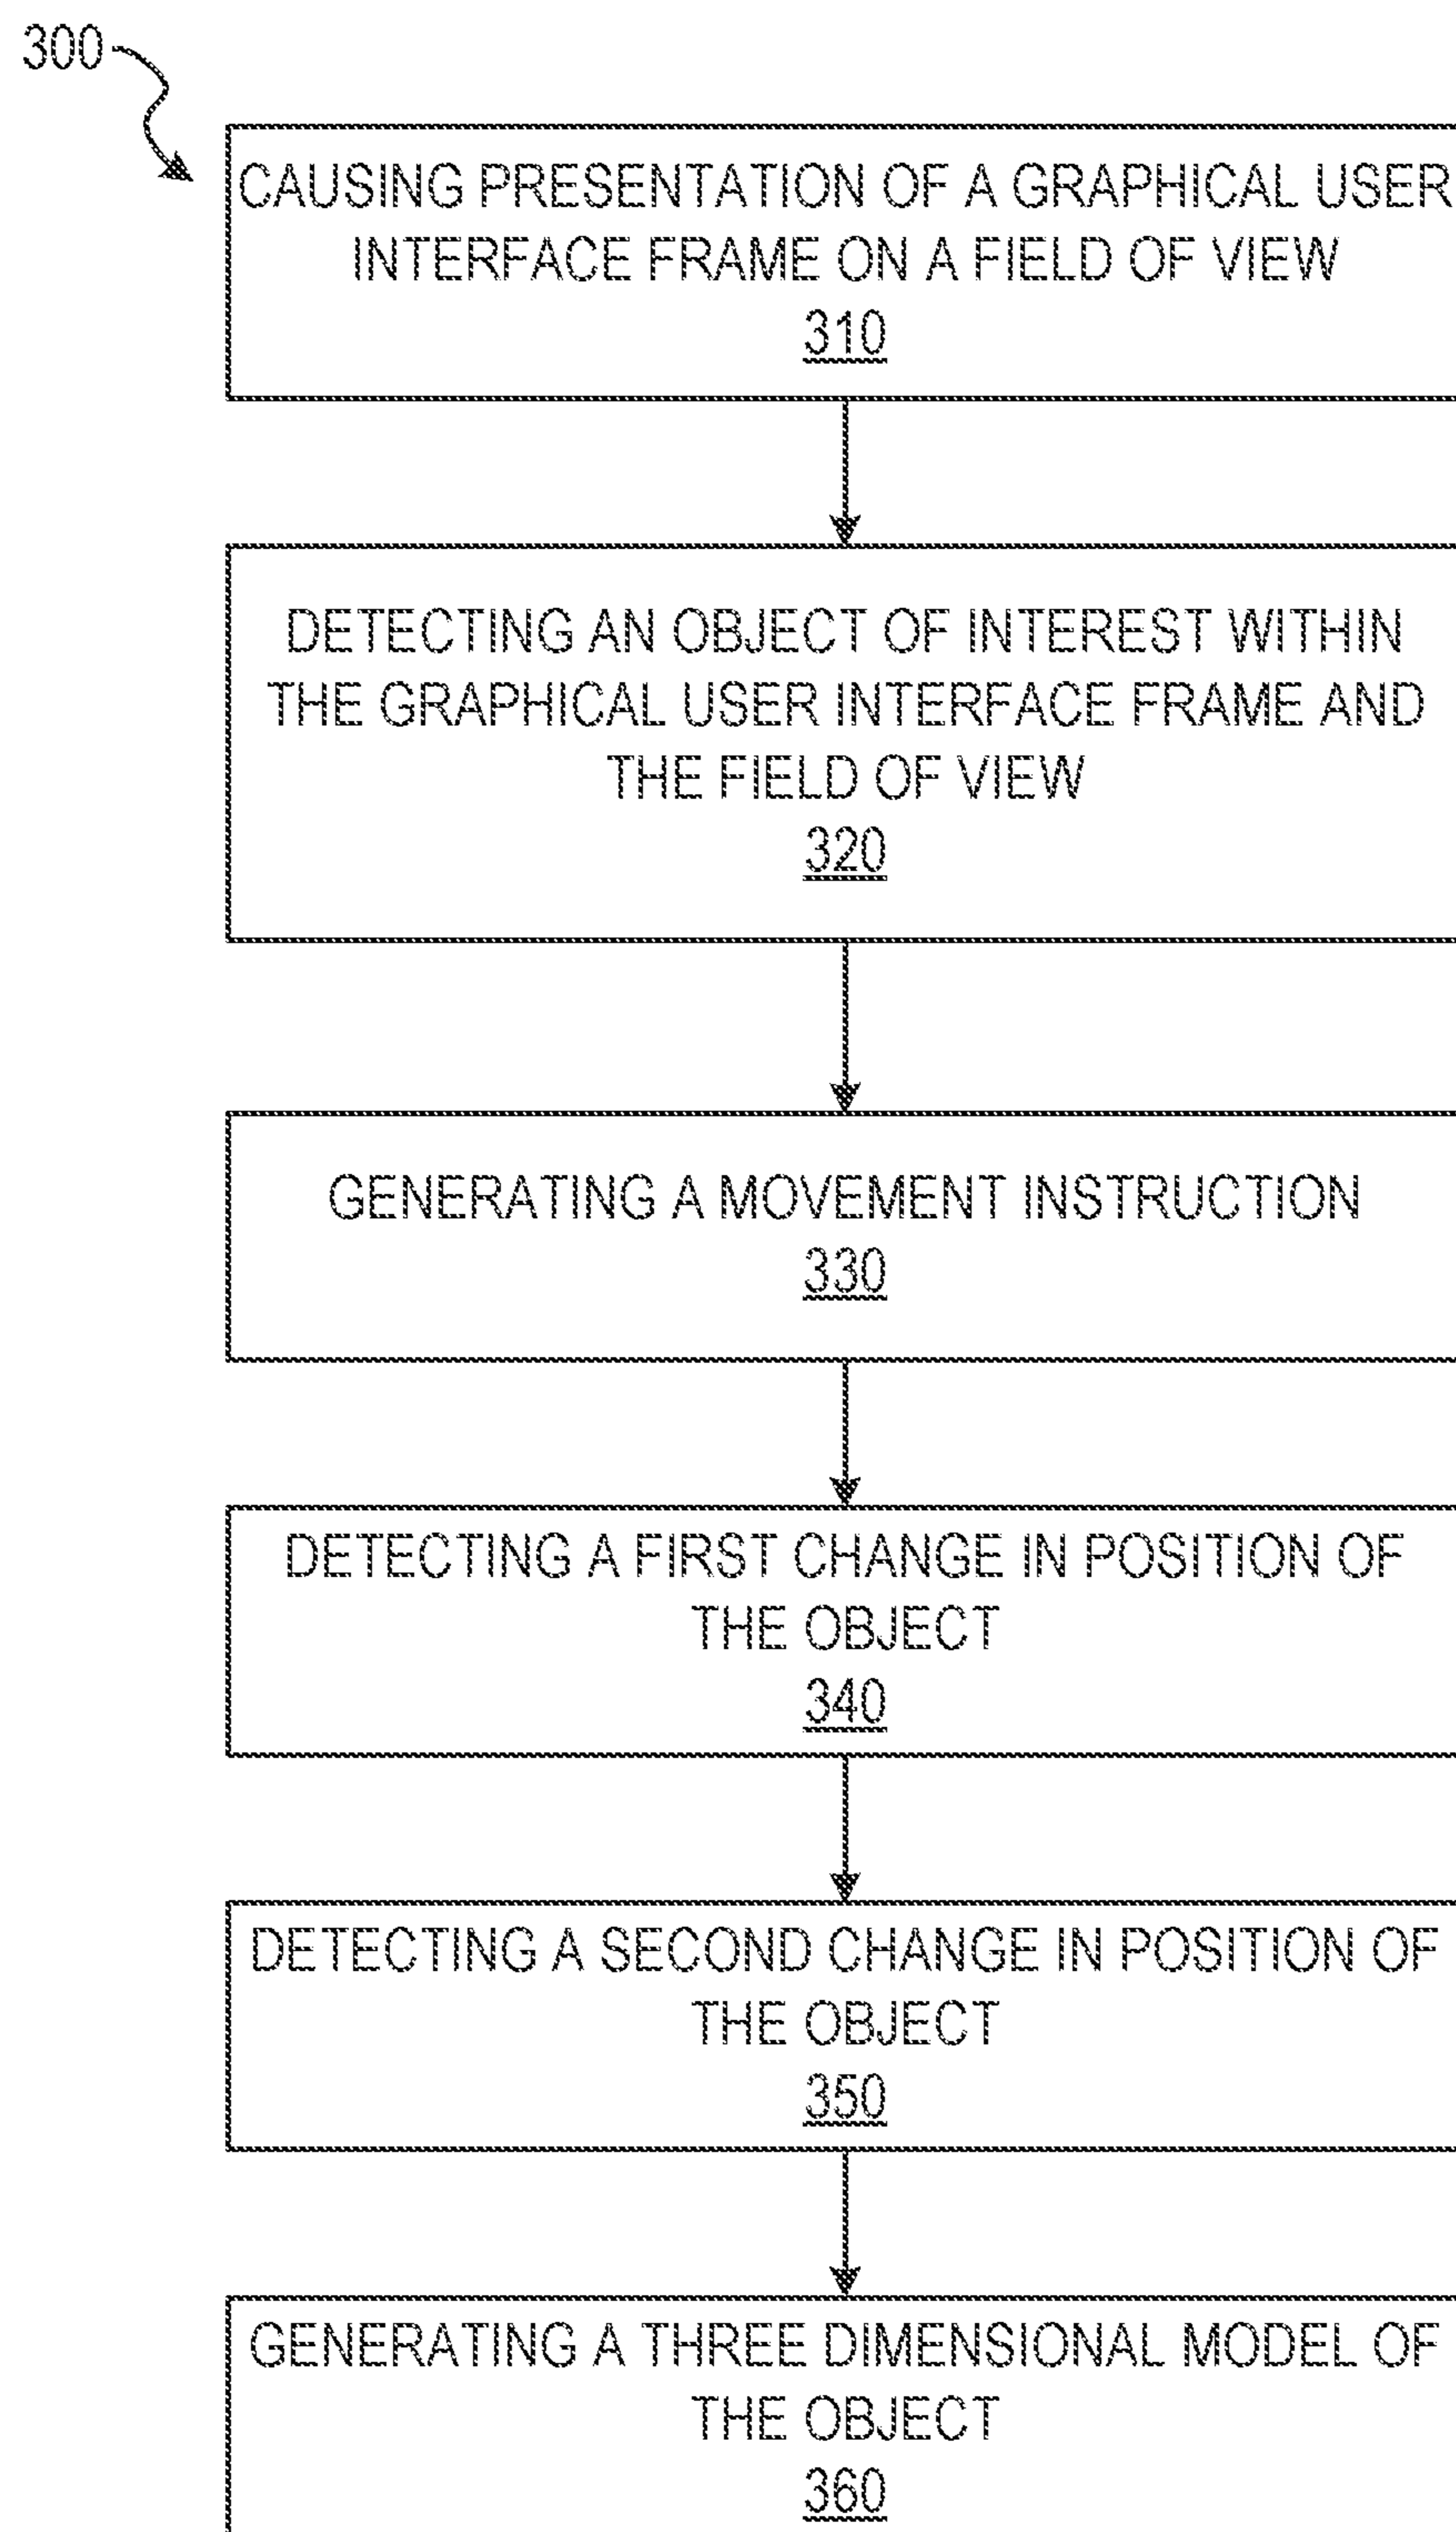 300
CAUSING PRESENTATION OF A GRAPHICAL USER
INTERFACE FRAME ON A FIELD OF VIEW
310
DETECTING AN OBJECT OF INTEREST WITHIN
THE GRAPHICAL USER INTERFACE FRAME AND
THE FIELD OF VIEW
320
GENERATING A MOVEMENT INSTRUCTION
330
DETECTING A FIRST CHANGE IN POSITION OF
THE OBJECT
340
DETECTING A SECOND CHANGE IN POSITION OF
THE OBJECT
350
GENERATING A THREE DIMENSIONAL MODEL OF
THE OBJECT
360